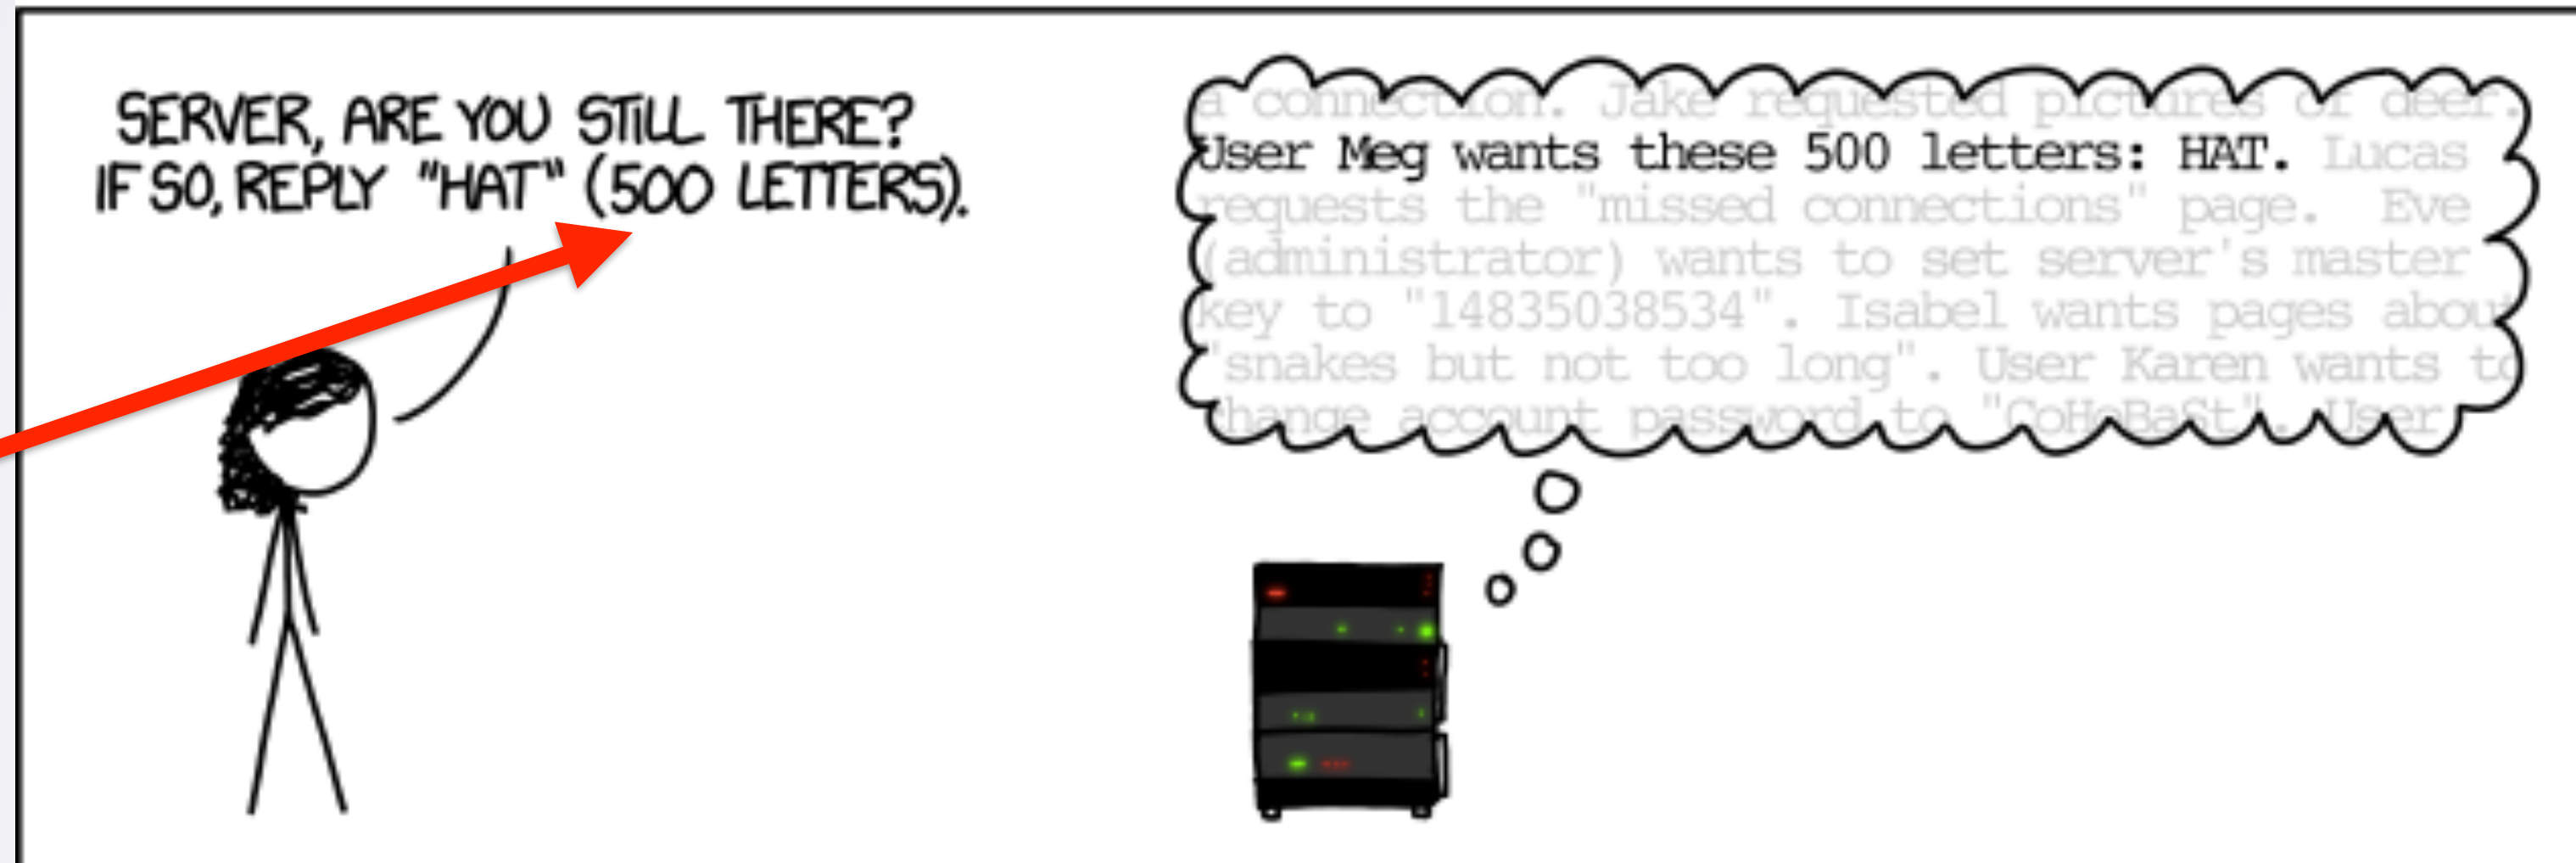 SERVER, ARE YOU STILL THERE?
IF SO, REPLY "HAT" (500 LETTERS).
a connection. Jake requested pictures of deer.
User Meg wants these 500 letters: HAT. Lucas
requests the "missed connections" page. Eve
(administrator) wants to set server's master
key to "14835038534". Isabel wants pages about
"snakes but not too long". User Karen wants to
change account password to "CoHoBaSt". User